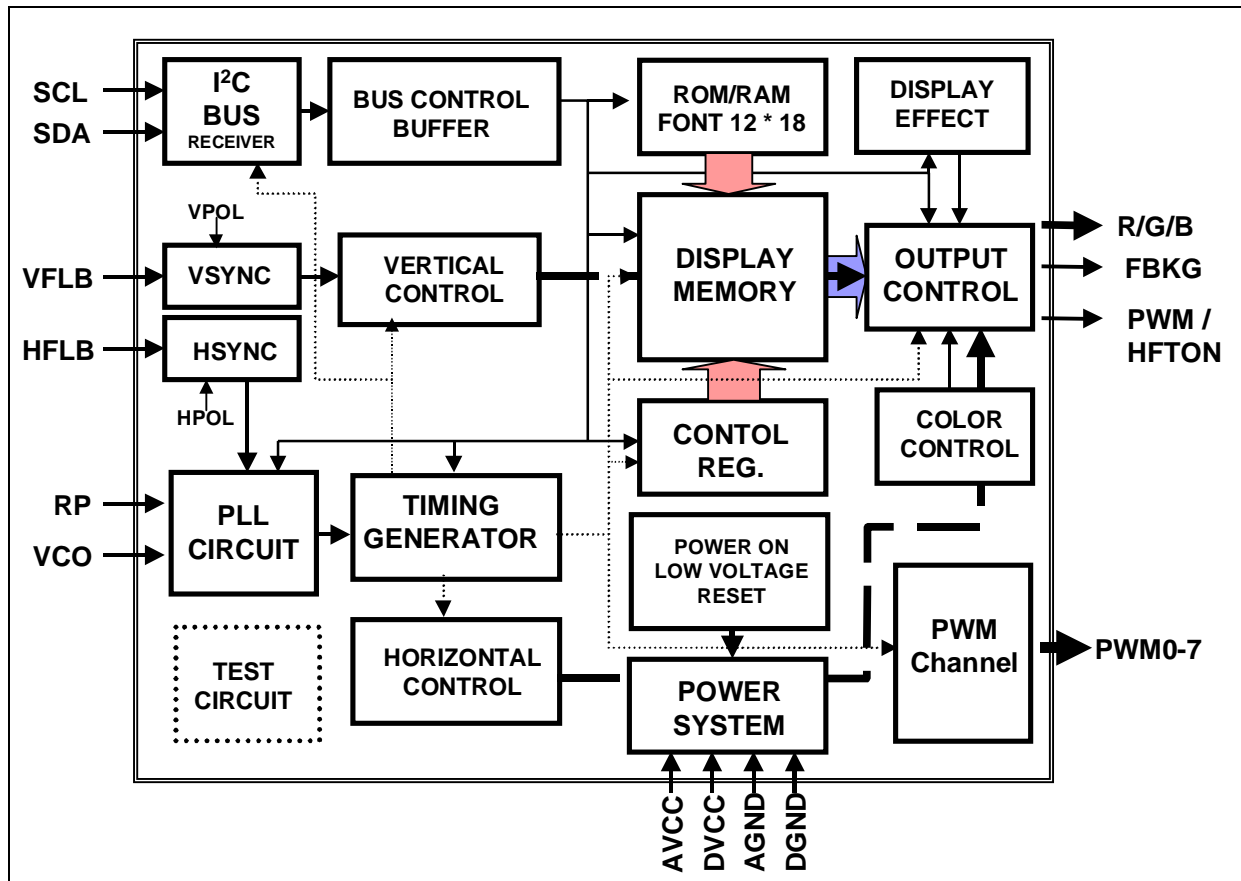 SCL
SDA
I²C
BUS
RECEIVER
BUS CONTROL
BUFFER
ROM/RAM
FONT 12 * 18
DISPLAY
EFFECT
VPOL
VFLB
VSYNC
VERTICAL
CONTROL
DISPLAY
MEMORY
OUTPUT
CONTROL
R/G/B
FBKG
PWM /
HFTON
HFLB
HSYNC
HPOL
CONTOL
REG.
COLOR
CONTROL
RP
VCO
PLL
CIRCUIT
TIMING
GENERATOR
POWER ON
LOW VOLTAGE
RESET
PWM
Channel
PWM0-7
TEST
CIRCUIT
HORIZONTAL
CONTROL
POWER
SYSTEM
AVCC
DVCC
AGND
DGND